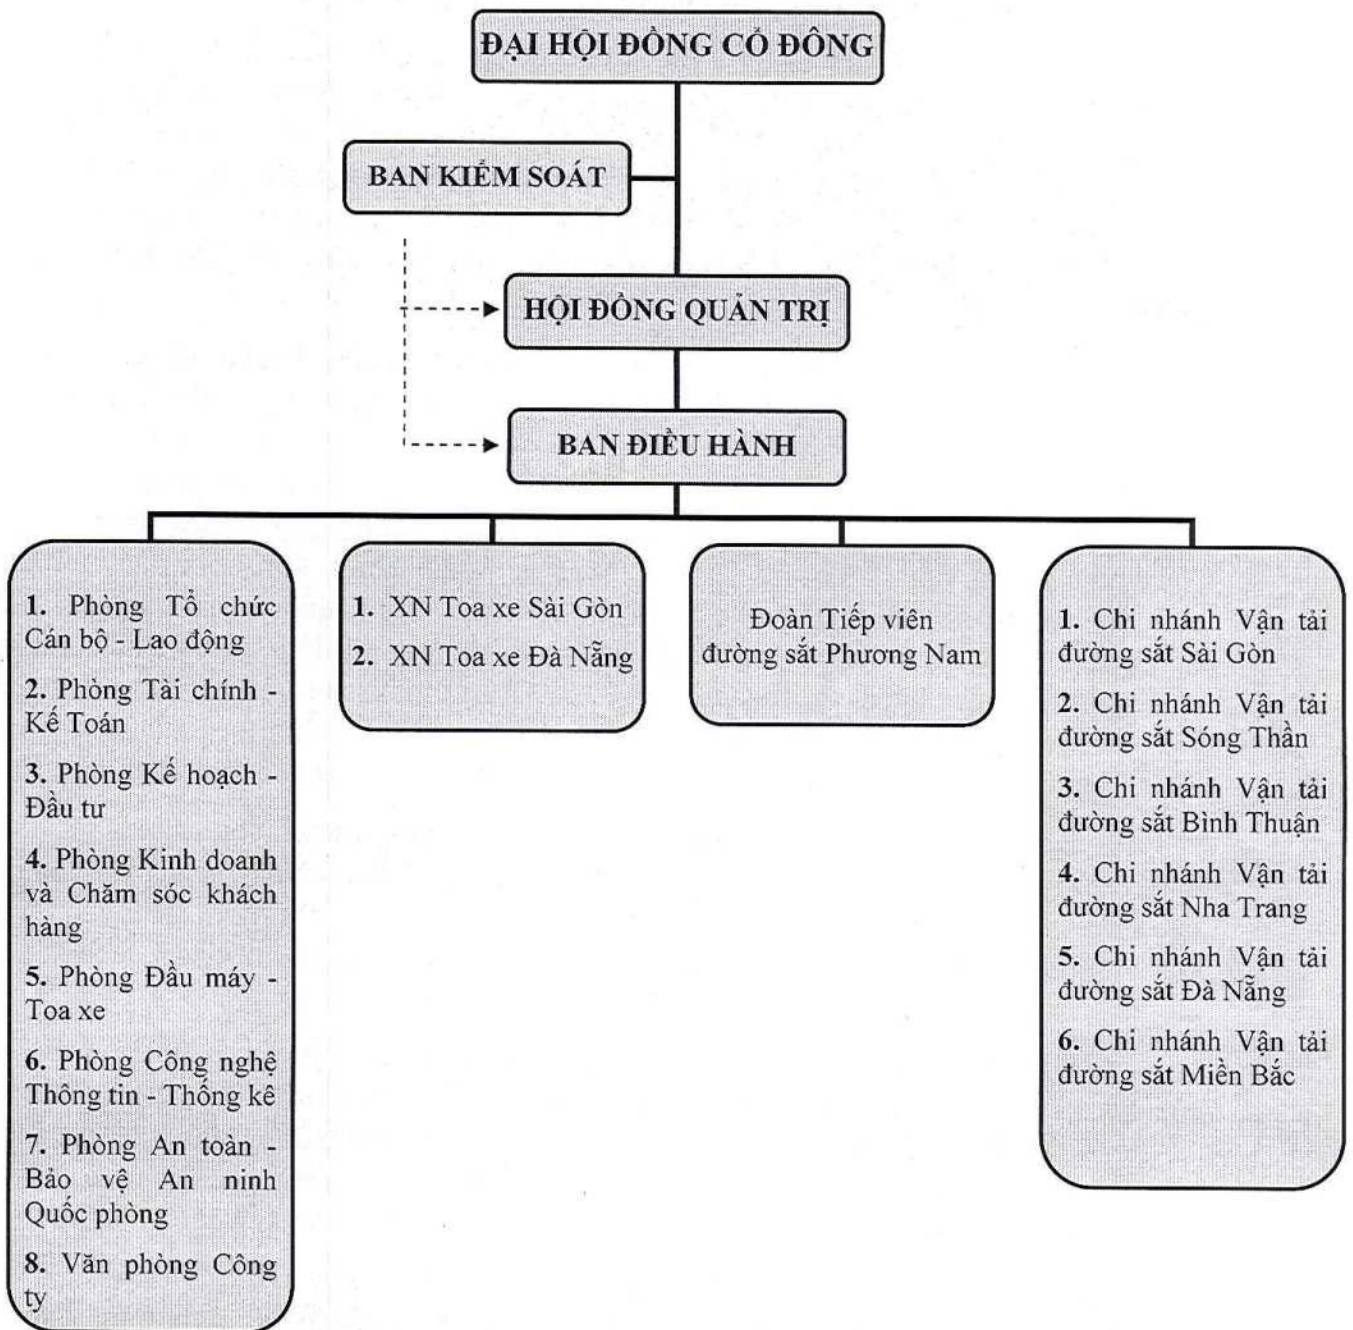 ĐẠI HỘI ĐỒNG CỔ ĐÔNG
BAN KIỂM SOÁT
HỘI ĐỒNG QUẢN TRỊ
BAN ĐIỀU HÀNH
1. Phòng Tổ chức
Cán bộ - Lao động
2. Phòng Tài chính -
Kế Toán
3. Phòng Kế hoạch -
Đầu tư
4. Phòng Kinh doanh
và Chăm sóc khách
hàng
5. Phòng Đầu máy -
Toa xe
6. Phòng Công nghệ
Thông tin - Thống kê
7. Phòng An toàn -
Bảo vệ An ninh
Quốc phòng
8. Văn phòng Công
ty
1. XN Toa xe Sài Gòn
2. XN Toa xe Đà Nẵng
Đoàn Tiếp viên
đường sắt Phương Nam
1. Chi nhánh Vận tải
đường sắt Sài Gòn
2. Chi nhánh Vận tải
đường sắt Sóng Thần
3. Chi nhánh Vận tải
đường sắt Bình Thuận
4. Chi nhánh Vận tải
đường sắt Nha Trang
5. Chi nhánh Vận tải
đường sắt Đà Nẵng
6. Chi nhánh Vận tải
đường sắt Miền Bắc